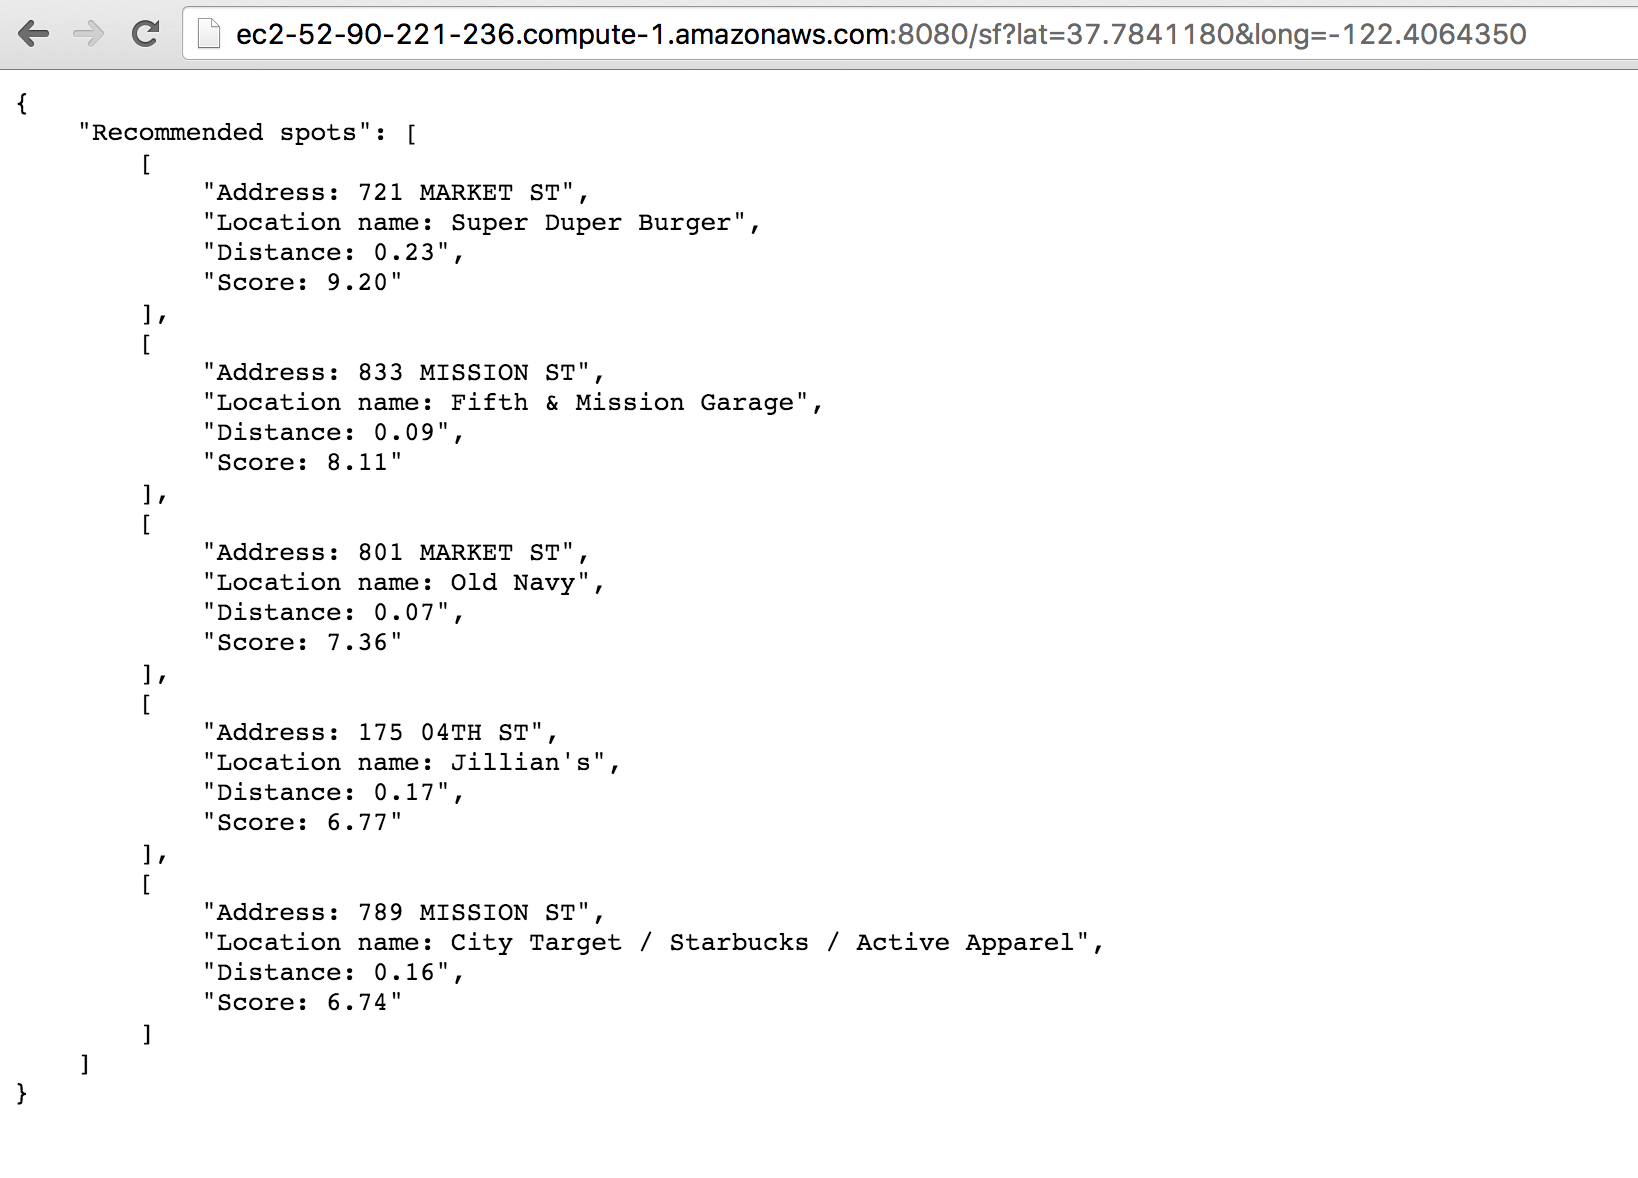 ec2-52-90-221-236.compute-1.amazonaws.com:8080/sf?lat=37.7841180&long=-122.4064350
{
    "Recommended spots": [
        [
            "Address: 721 MARKET ST",
            "Location name: Super Duper Burger",
            "Distance: 0.23",
            "Score: 9.20"
        ],
        [
            "Address: 833 MISSION ST",
            "Location name: Fifth & Mission Garage",
            "Distance: 0.09",
            "Score: 8.11"
        ],
        [
            "Address: 801 MARKET ST",
            "Location name: Old Navy",
            "Distance: 0.07",
            "Score: 7.36"
        ],
        [
            "Address: 175 04TH ST",
            "Location name: Jillian's",
            "Distance: 0.17",
            "Score: 6.77"
        ],
        [
            "Address: 789 MISSION ST",
            "Location name: City Target / Starbucks / Active Apparel",
            "Distance: 0.16",
            "Score: 6.74"
        ]
    ]
}